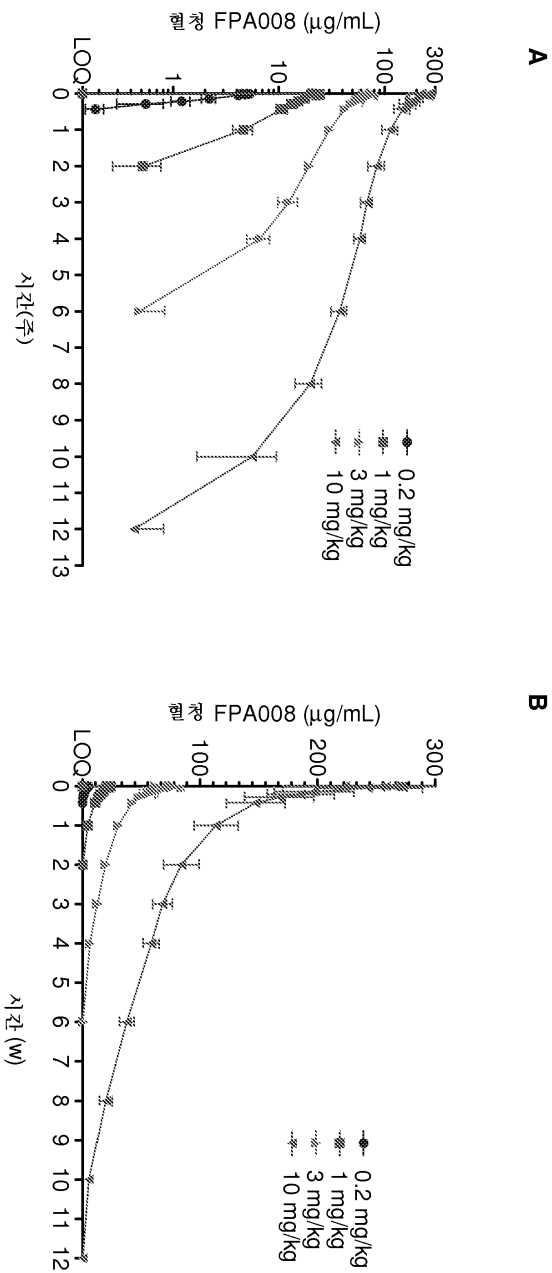 A
혈청 FPA008 (μg/mL)
300
100
10
1
LOQ
0 1 2 3 4 5 6 7 8 9 10 11 12 13
시간(주)
0.2 mg/kg
1 mg/kg
3 mg/kg
10 mg/kg
B
혈청 FPA008 (μg/mL)
300
200
100
LOQ
0 1 2 3 4 5 6 7 8 9 10 11 12
시간 (w)
0.2 mg/kg
1 mg/kg
3 mg/kg
10 mg/kg